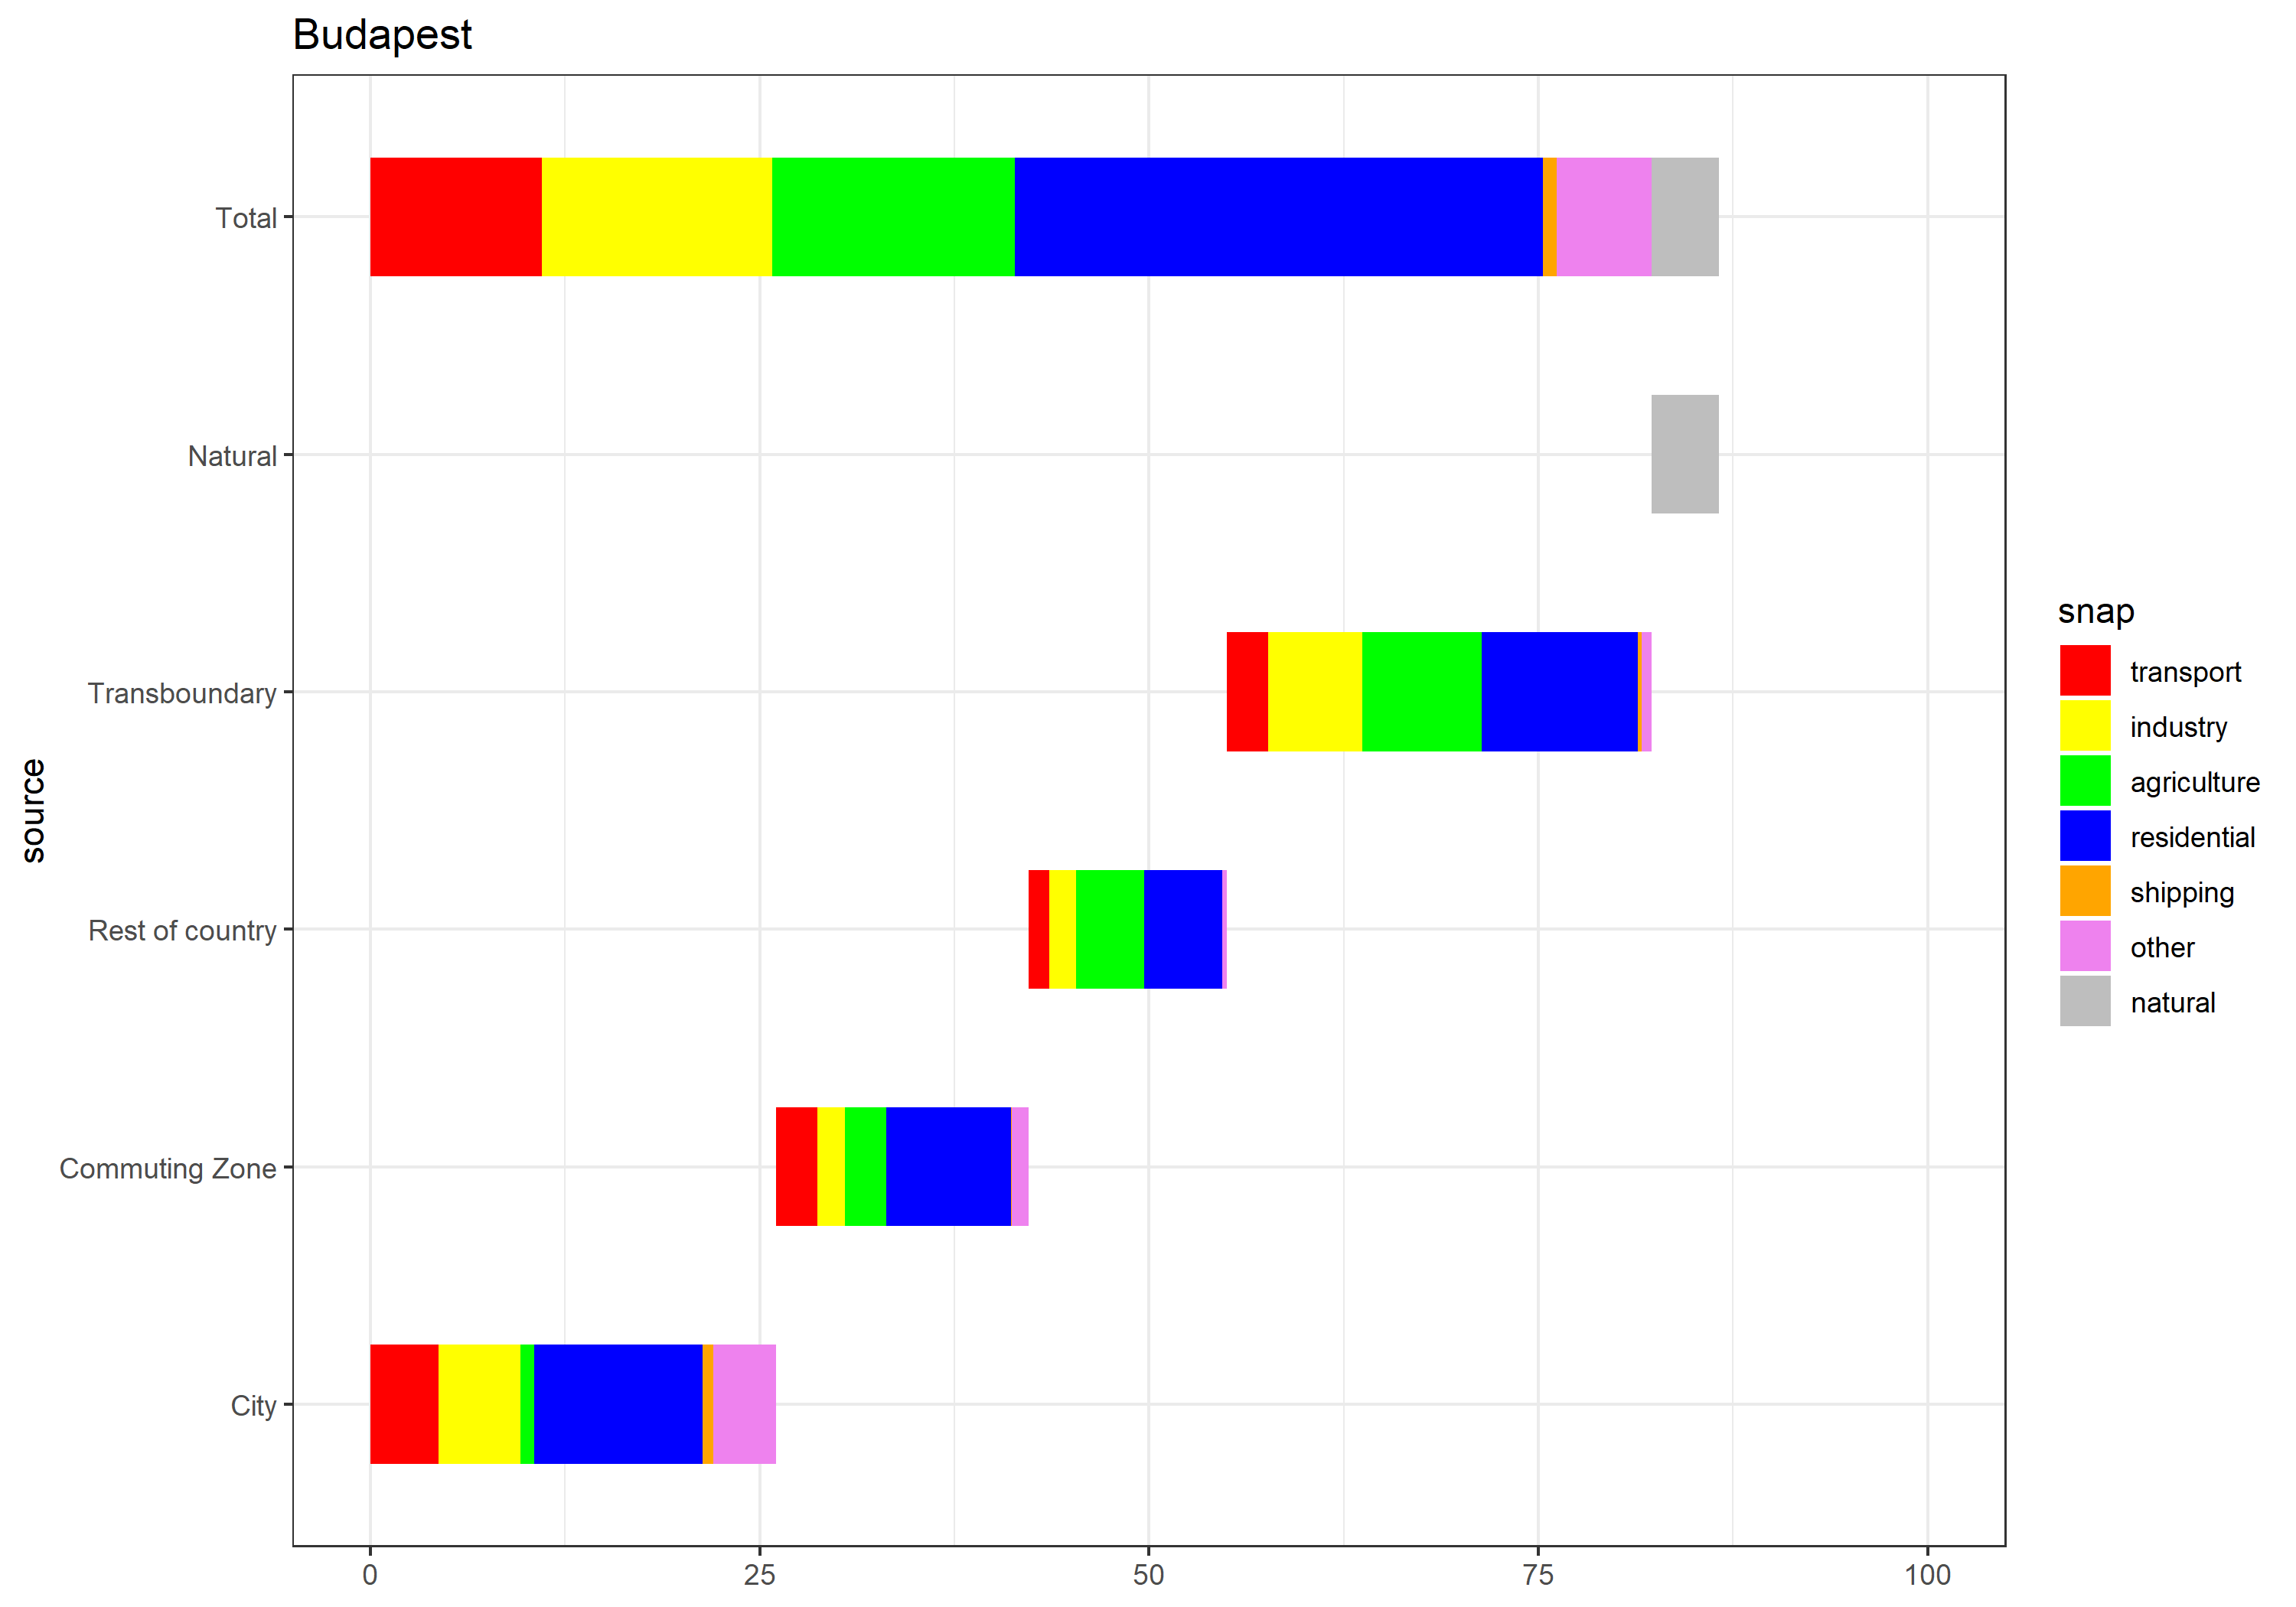 Budapest
Total
Natural
Transboundary
Rest of country
Commuting Zone
City
source
0 25 50 75 100
snap
transport
industry
agriculture
residential
shipping
other
natural